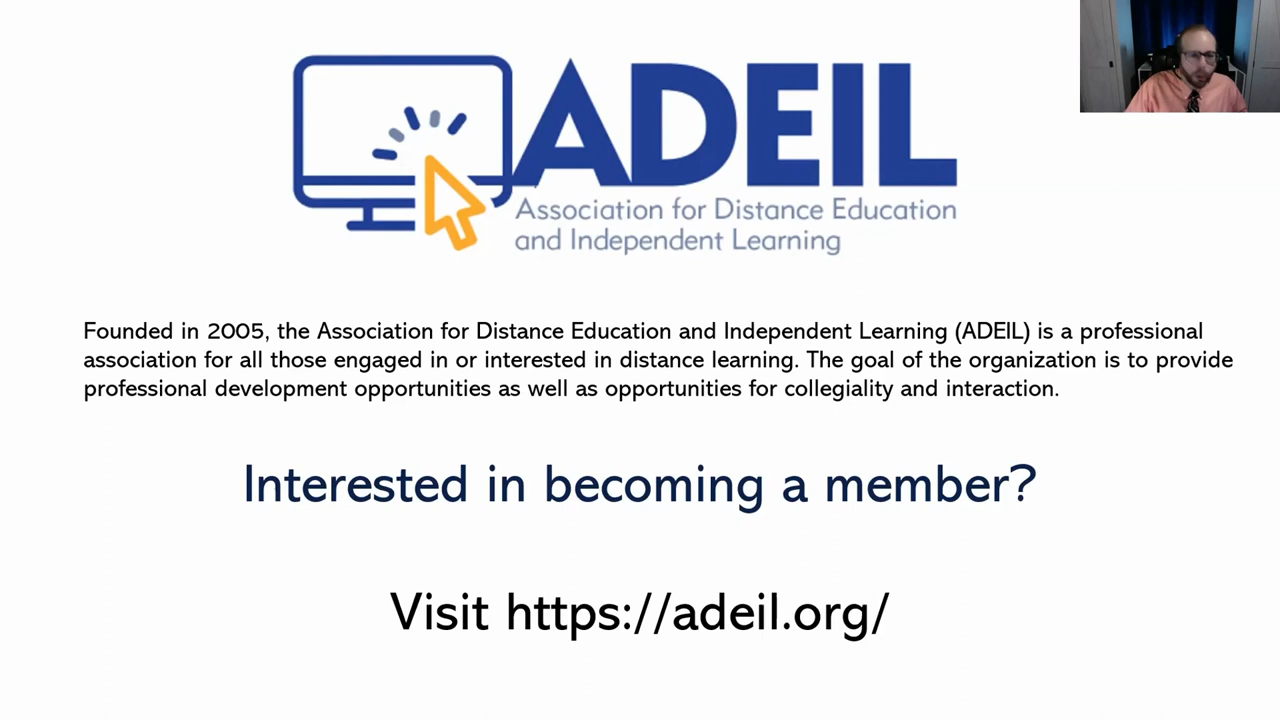 ADEIL
Association for Distance Education
and Independent Learning
Founded in 2005, the Association for Distance Education and Independent Learning (ADEIL) is a professional
association for all those engaged in or interested in distance learning. The goal of the organization is to provide
professional development opportunities as well as opportunities for collegiality and interaction.
Interested in becoming a member?
Visit https://adeil.org/